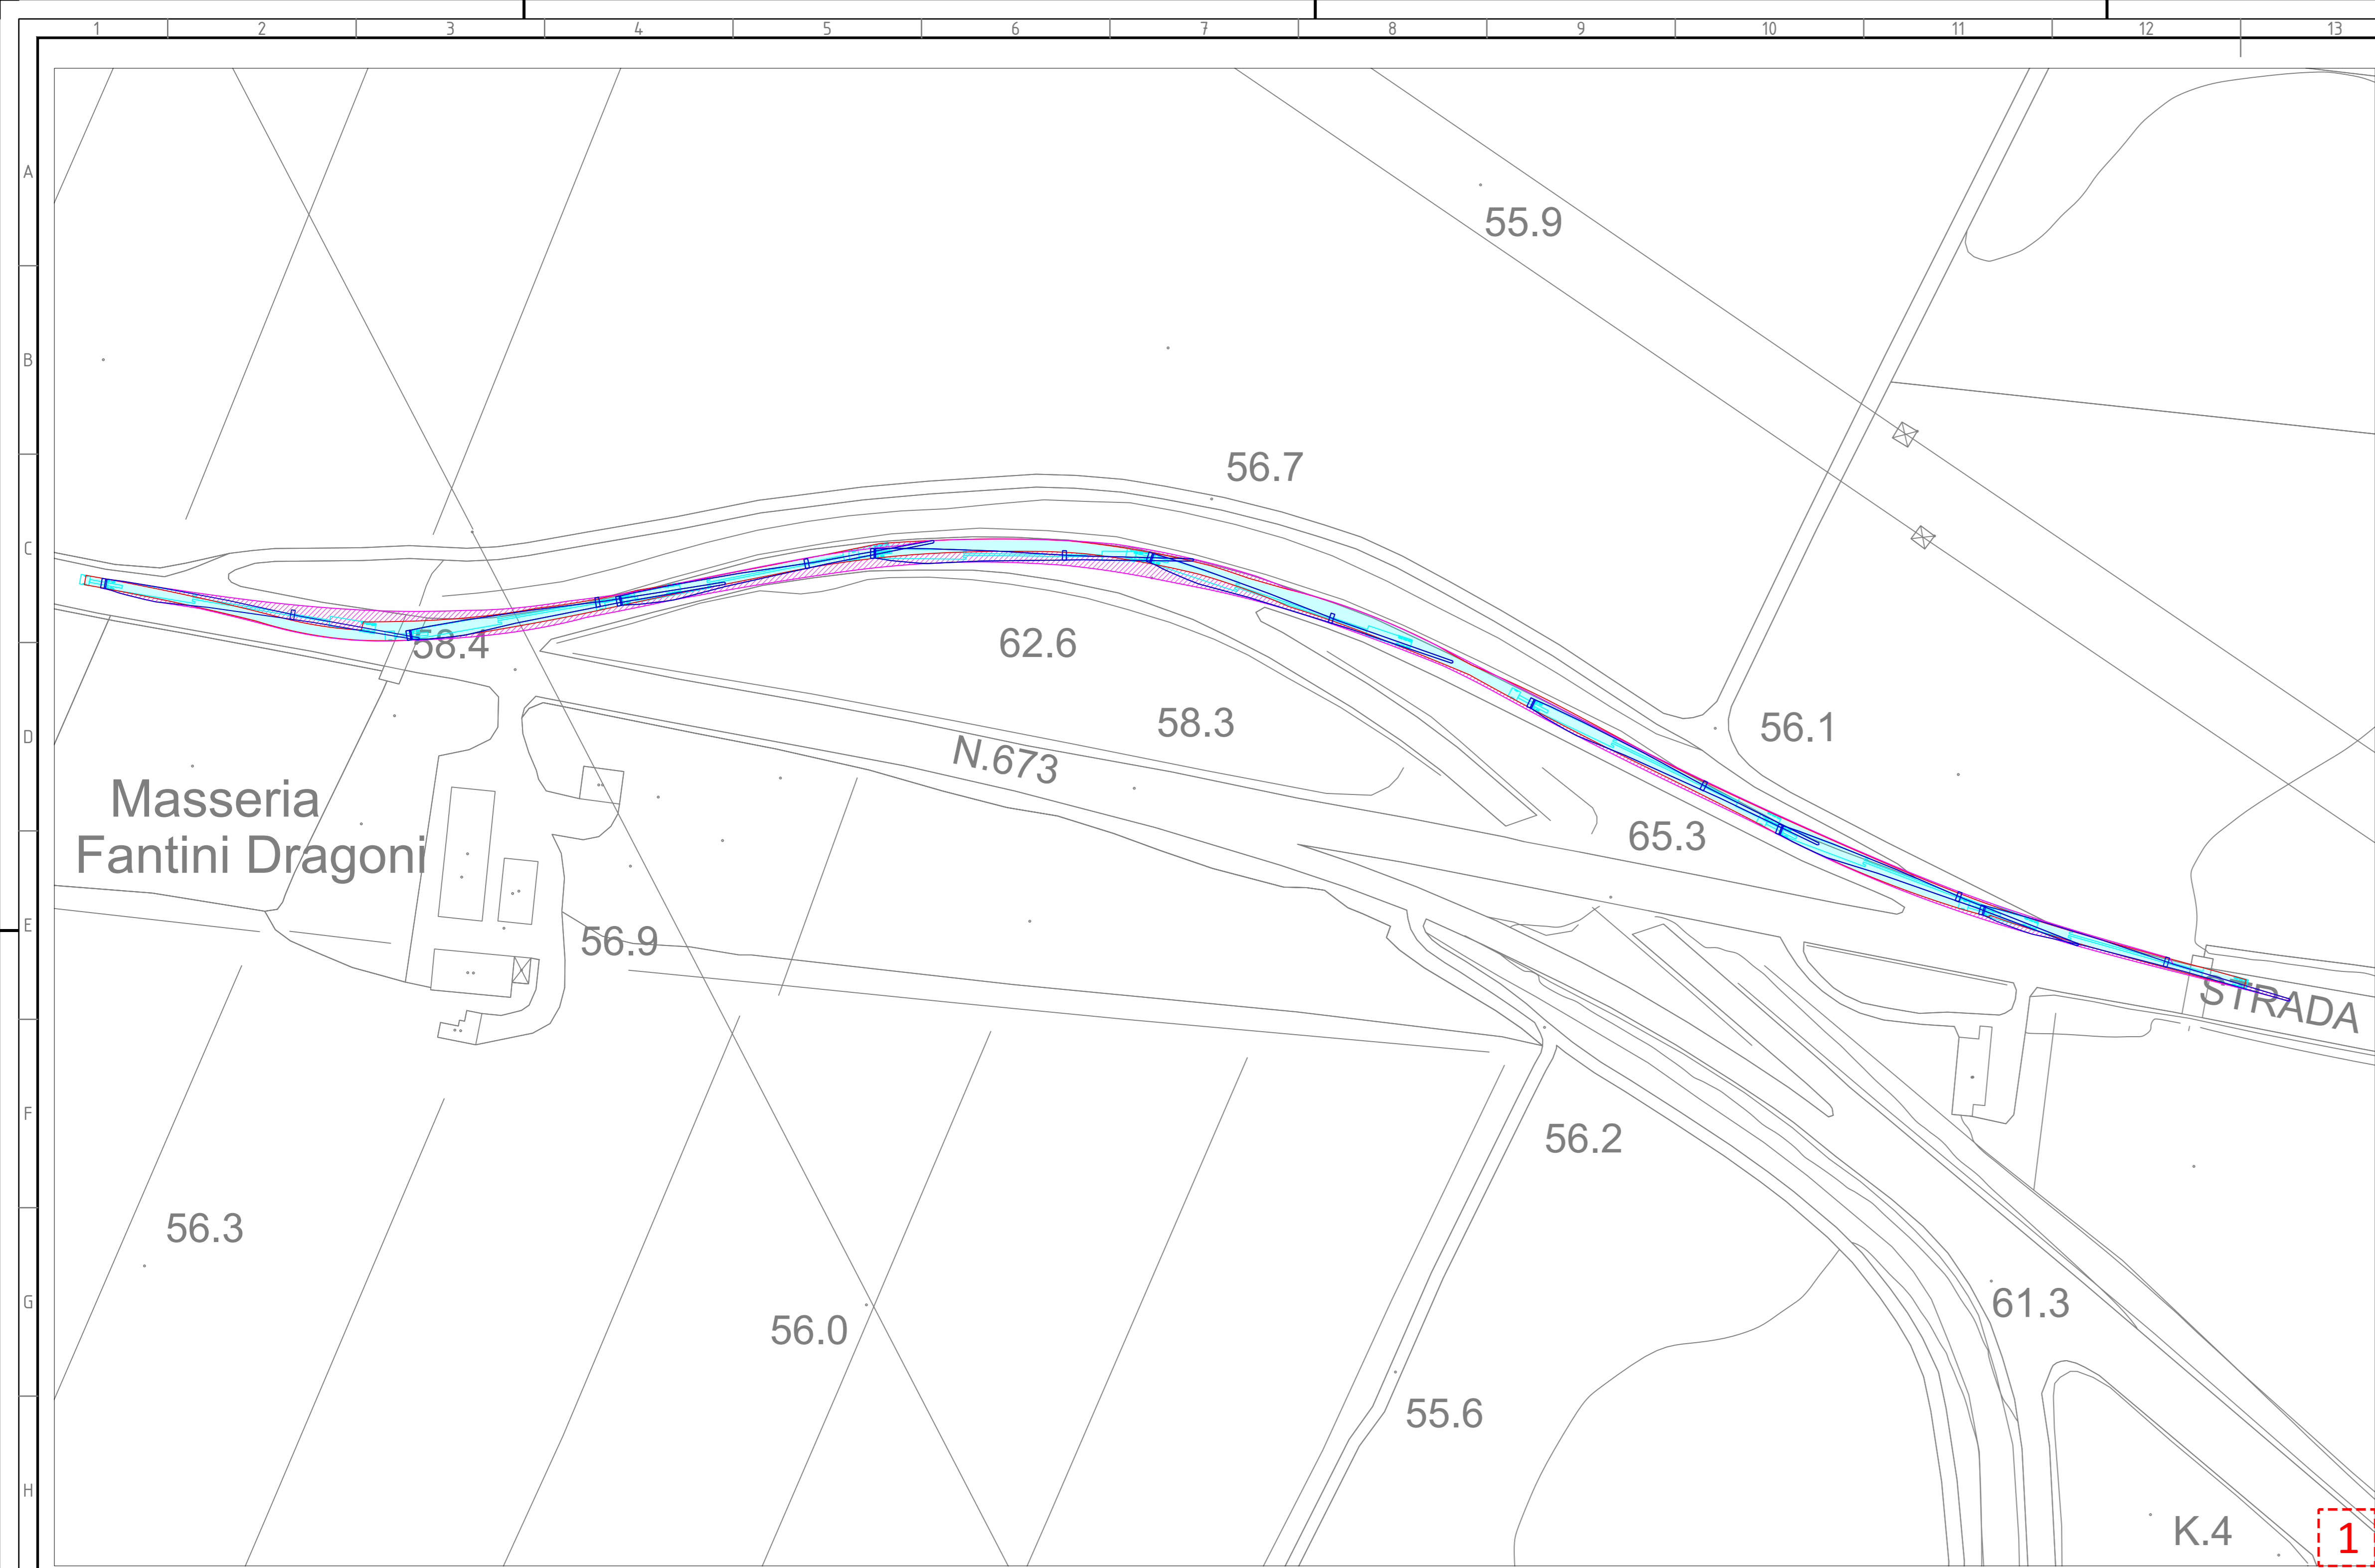 1 2 3 4 5 6 7 8 9 10 11 12 13
A
55.9
B
56.7
C
58.4
62.6
58.3
56.1
D
N.673
Masseria
Fantini Dragoni
65.3
E
56.9
STRADA
F
56.2
56.3
G
61.3
56.0
55.6
H
K.4
1